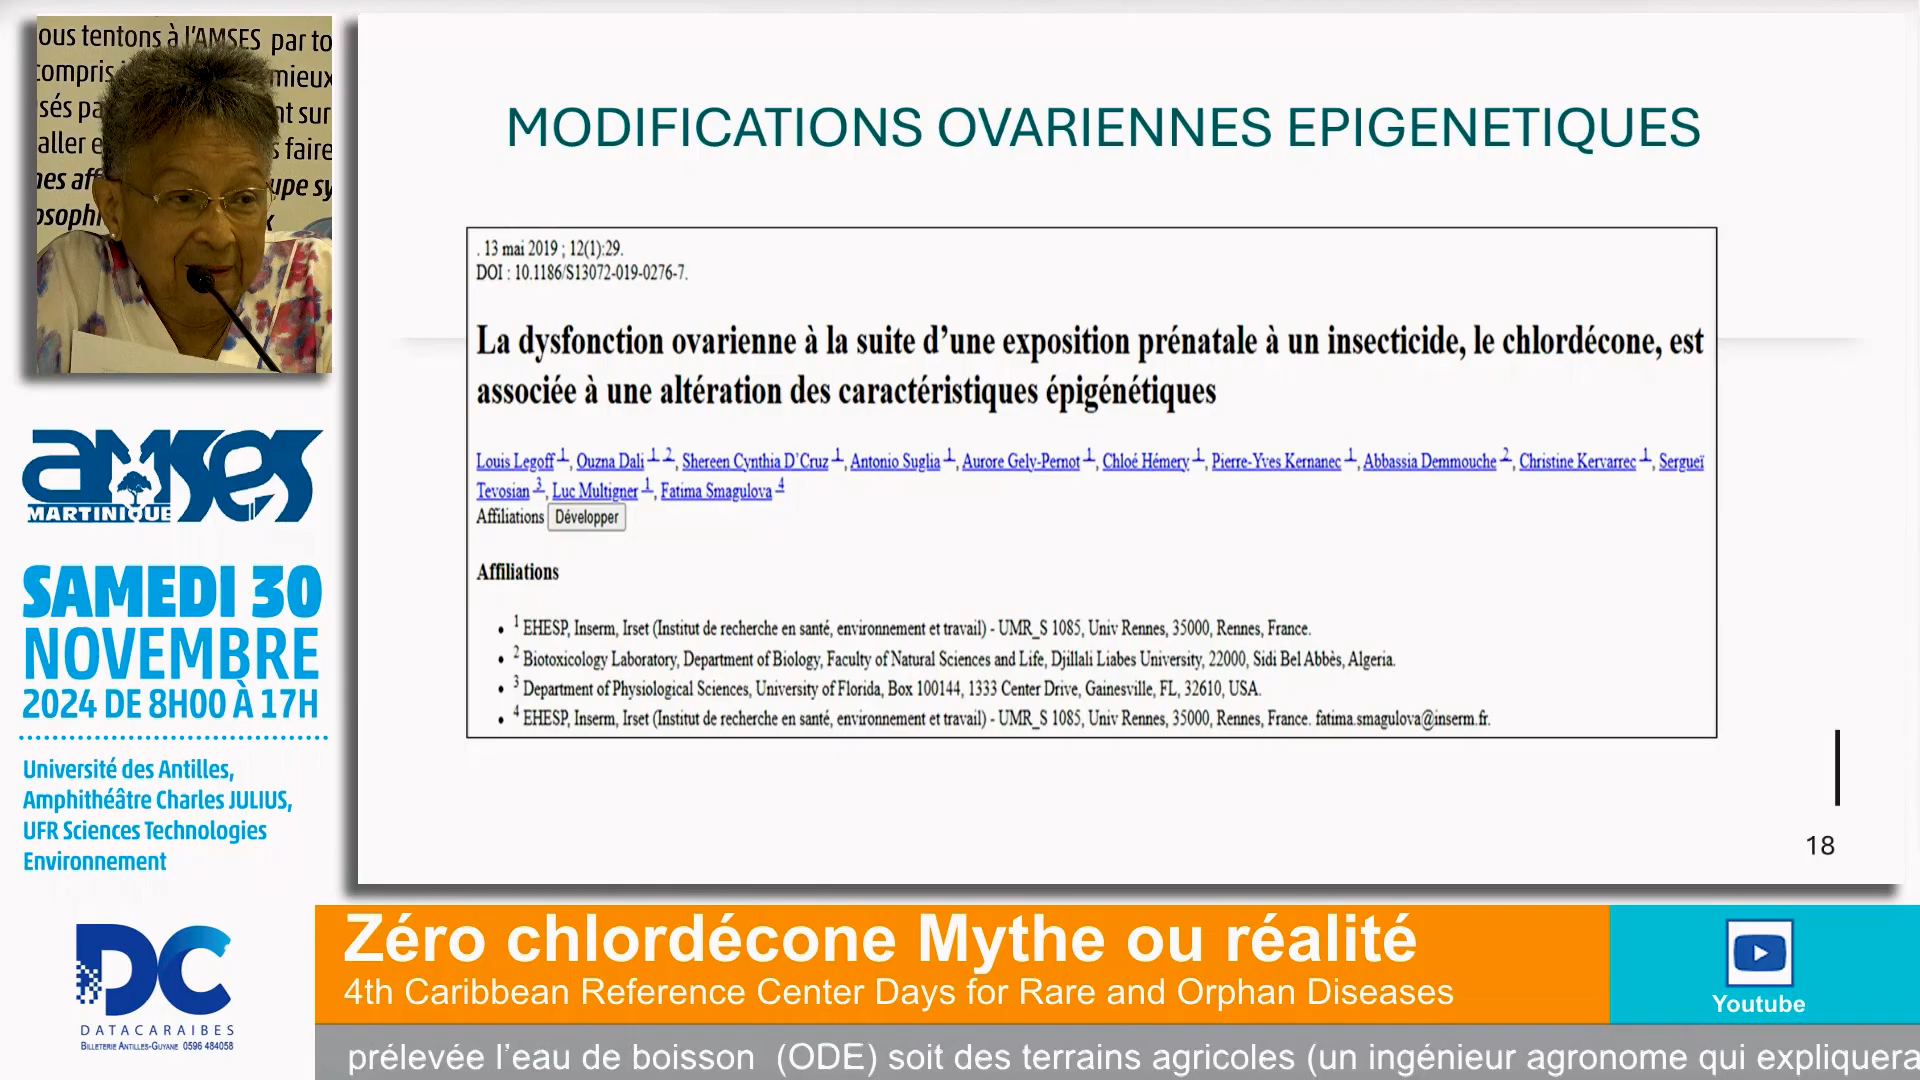 ous tentons à l'AMSES par to
compris
mieux
sés pa
nt sur
aller e
s faire
nes aff
upe sy
osophi
x
AMSES
MARTINIQUE
SAMEDI 30
NOVEMBRE
2024 DE 8H00 À 17H
Université des Antilles,
Amphithéâtre Charles JULIUS,
UFR Sciences Technologies
Environnement
DC
DATACARAIBES
BILLETERIE ANTILLES-GUYANE 0596 484058
MODIFICATIONS OVARIENNES EPIGENETIQUES
. 13 mai 2019 ; 12(1):29.
DOI : 10.1186/S13072-019-0276-7.
La dysfonction ovarienne à la suite d'une exposition prénatale à un insecticide, le chlordécone, est
associée à une altération des caractéristiques épigénétiques
Louis Legoff 1, Ouzna Dali 1 2, Shereen Cynthia D'Cruz 1, Antonio Suglia 1, Aurore Gely-Pernot 1, Chloé Hémery 1, Pierre-Yves Kernanec 1, Abbassia Demmouche 2, Christine Kervarrec 1, Sergueï
Tevosian 3, Luc Multigner 1, Fatima Smagulova 4
Affiliations Développer
Affiliations
• 1 EHESP, Inserm, Irset (Institut de recherche en santé, environnement et travail) - UMR_S 1085, Univ Rennes, 35000, Rennes, France.
• 2 Biotoxicology Laboratory, Department of Biology, Faculty of Natural Sciences and Life, Djillali Liabes University, 22000, Sidi Bel Abbès, Algeria.
• 3 Department of Physiological Sciences, University of Florida, Box 100144, 1333 Center Drive, Gainesville, FL, 32610, USA.
• 4 EHESP, Inserm, Irset (Institut de recherche en santé, environnement et travail) - UMR_S 1085, Univ Rennes, 35000, Rennes, France. fatima.smagulova@inserm.fr.
18
Zéro chlordécone Mythe ou réalité
4th Caribbean Reference Center Days for Rare and Orphan Diseases
Youtube
prélevée l'eau de boisson (ODE) soit des terrains agricoles (un ingénieur agronome qui expliquera